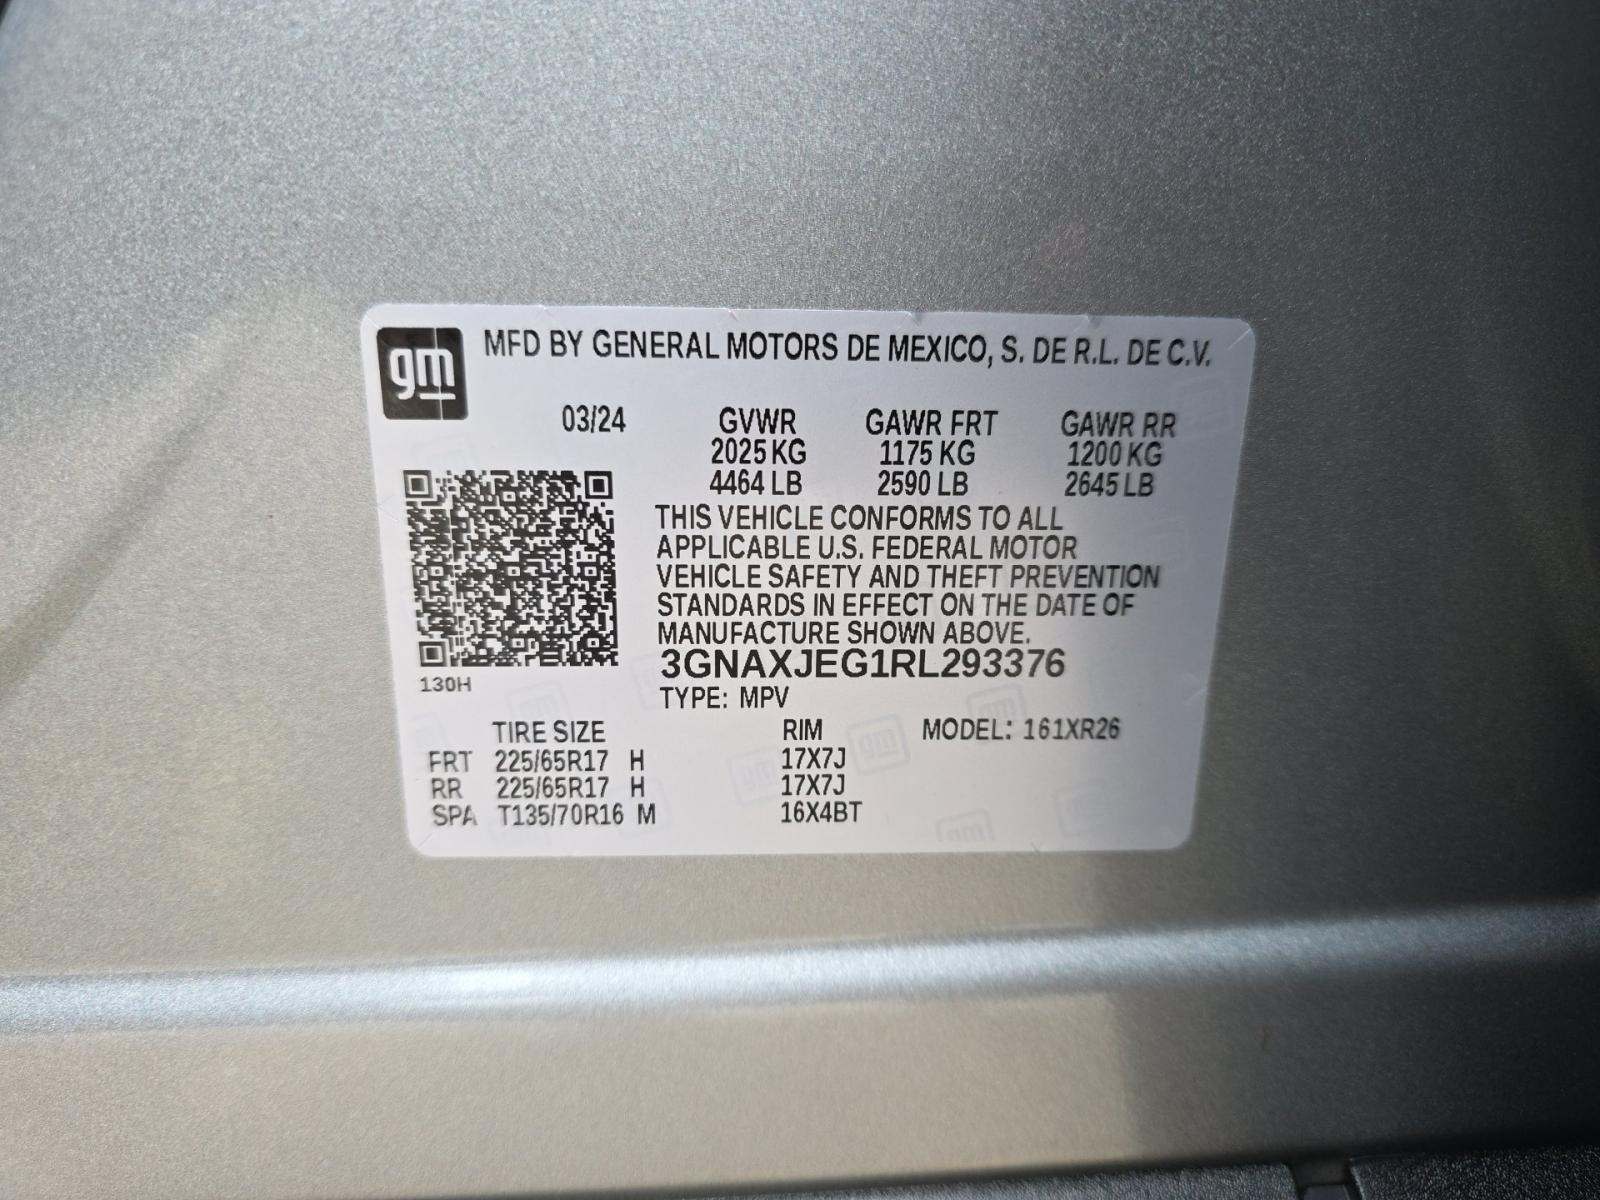 gm
MFD BY GENERAL MOTORS DE MEXICO, S. DE R.L. DE C.V.
03/24 GVWR GAWR FRT GAWR RR
2025 KG 1175 KG 1200 KG
4464 LB 2590 LB 2645 LB
THIS VEHICLE CONFORMS TO ALL
APPLICABLE U.S. FEDERAL MOTOR
VEHICLE SAFETY AND THEFT PREVENTION
STANDARDS IN EFFECT ON THE DATE OF
MANUFACTURE SHOWN ABOVE.
3GNAXJEG1RL293376
130H
TYPE: MPV
TIRE SIZE RIM MODEL: 161XR26
FRT 225/65R17 H 17X7J
RR 225/65R17 H 17X7J
SPA T135/70R16 M 16X4BT